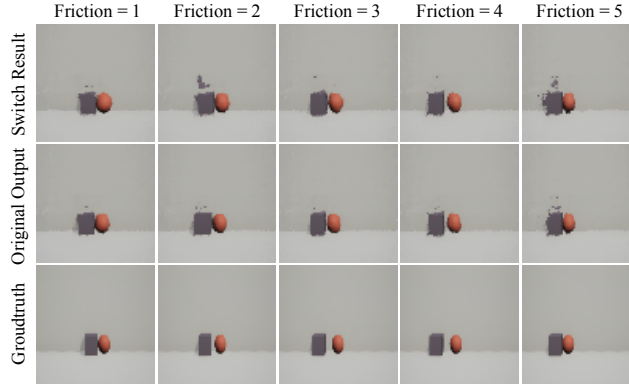 Friction = 1 Friction = 2 Friction = 3 Friction = 4 Friction = 5
Switch Result
Original Output
Groudtruth